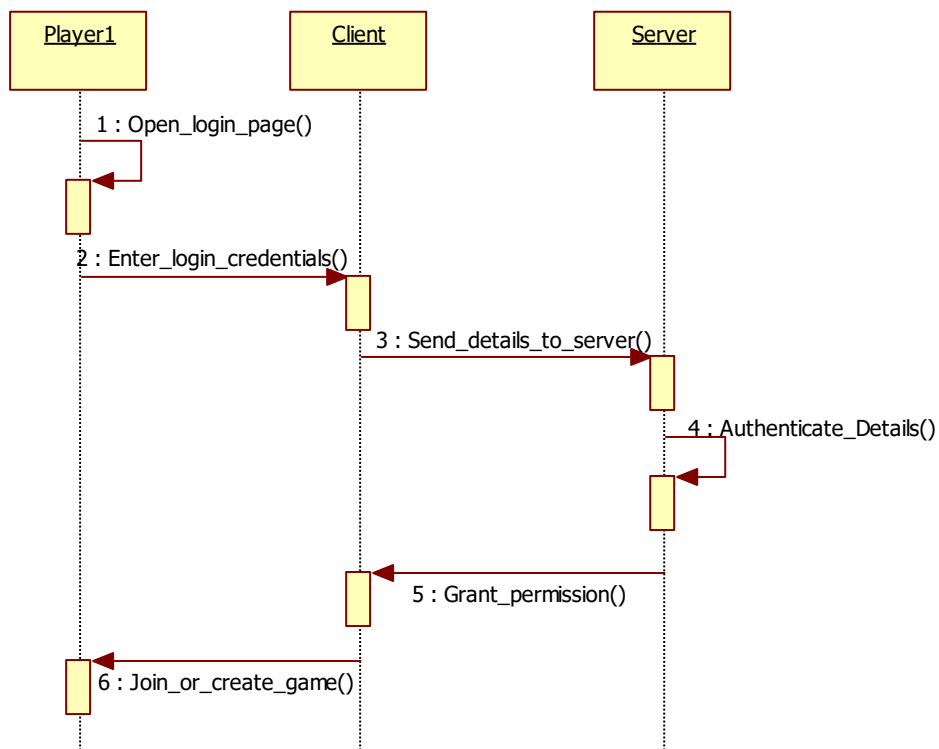 Player1
Client
Server
1 : Open_login_page()
2 : Enter_login_credentials()
3 : Send_details_to_server()
4 : Authenticate_Details()
5 : Grant_permission()
6 : Join_or_create_game()